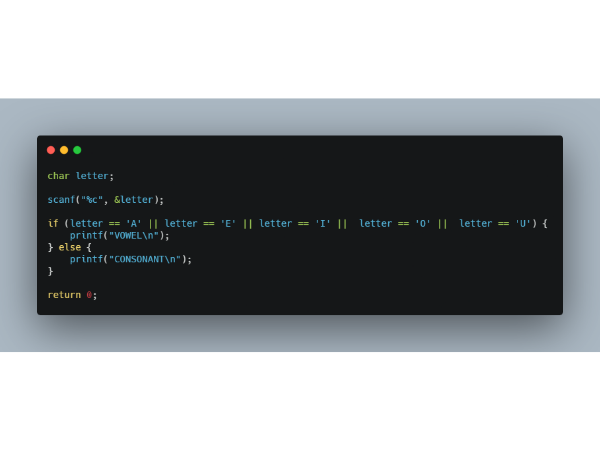 char letter;
scanf("%c", &letter);
if (letter == 'A' || letter == 'E' || letter == 'I' ||  letter == 'O' ||  letter == 'U') {
    printf("VOWEL\n");
} else {
    printf("CONSONANT\n");
}
return 0;